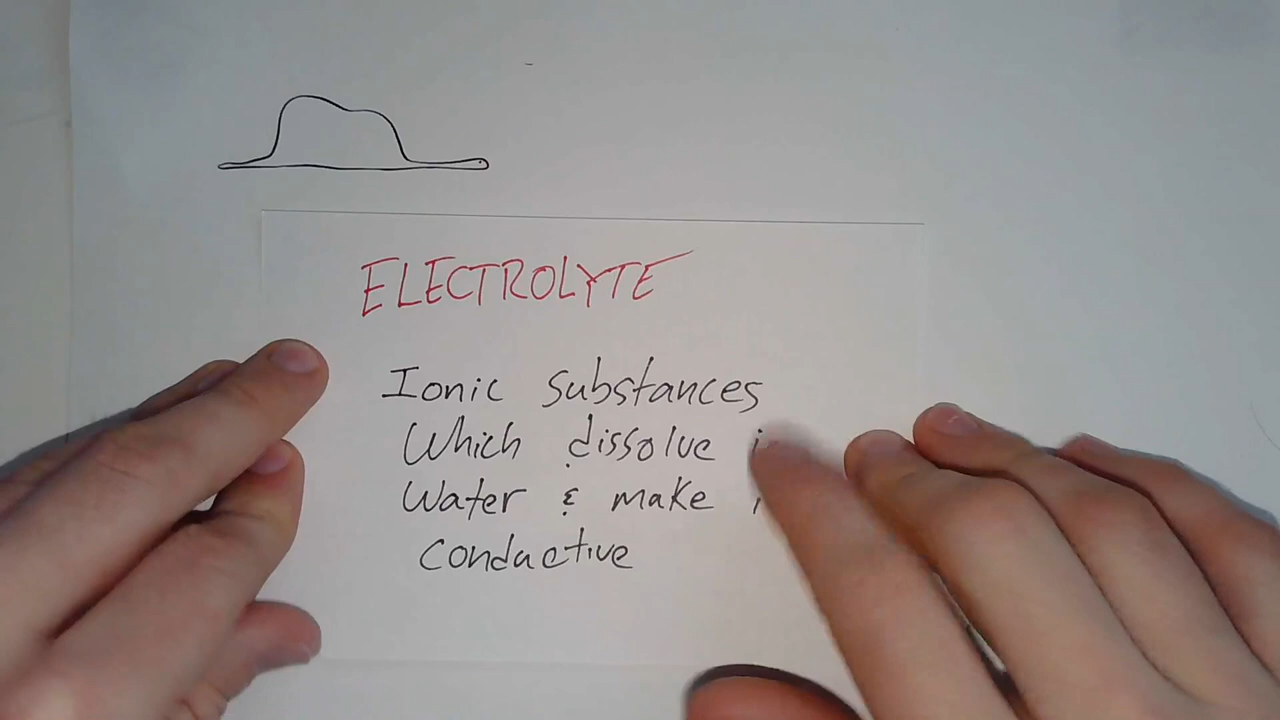 ELECTROLYTE
Ionic substances
Which dissolve
Water & make
Conductive